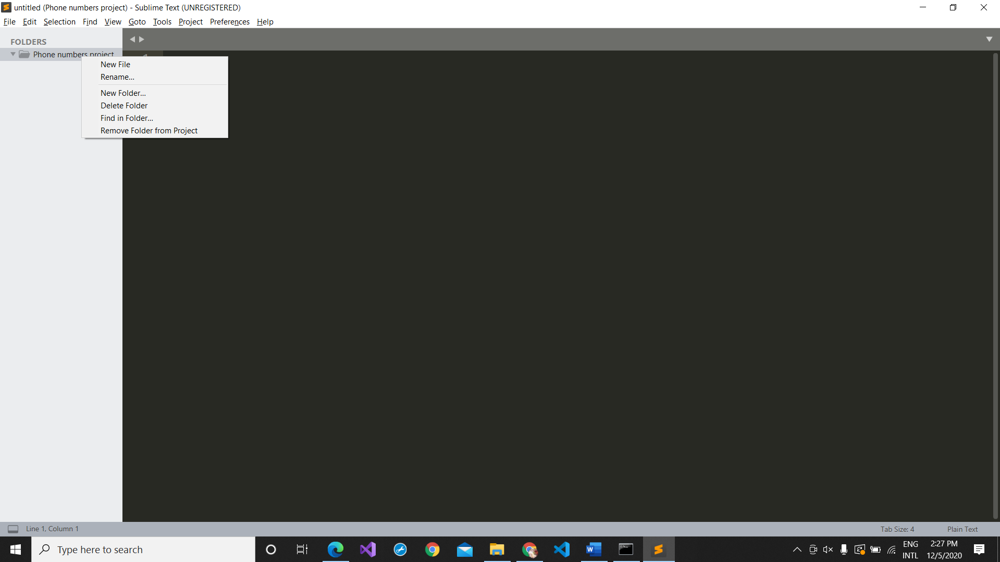 untitled (Phone numbers project) - Sublime Text (UNREGISTERED)
File Edit Selection Find View Goto Tools Project Preferences Help
FOLDERS
Phone numbers project
New File
Rename...
New Folder...
Delete Folder
Find in Folder...
Remove Folder from Project
Line 1, Column 1
Tab Size: 4
Plain Text
Type here to search
ENG
INTL
2:27 PM
12/5/2020